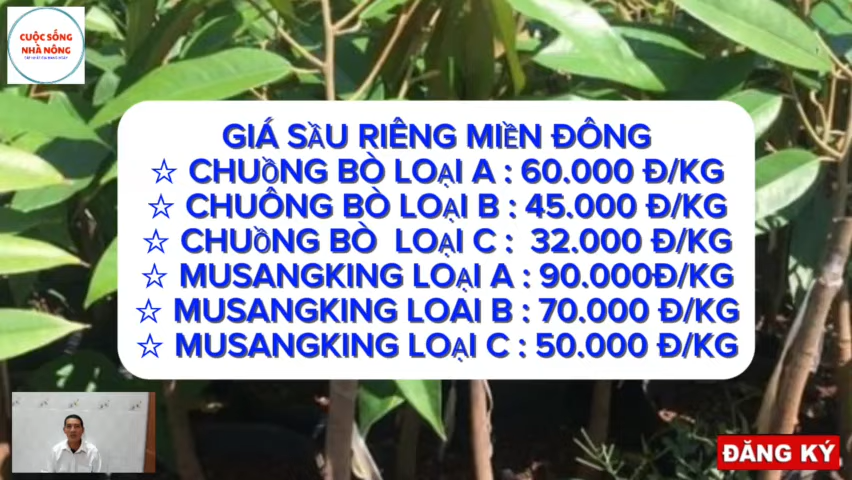 CUỘC SỐNG
NHÀ NÔNG
GIÁ SẦU RIÊNG MIỀN ĐÔNG
☆ CHUỒNG BÒ LOẠI A : 60.000 Đ/KG
☆ CHUÔNG BÒ LOẠI B : 45.000 Đ/KG
☆ CHUỒNG BÒ LOẠI C : 32.000 Đ/KG
☆ MUSANGKING LOẠI A : 90.000Đ/KG
☆ MUSANGKING LOAI B : 70.000 Đ/KG
☆ MUSANGKING LOẠI C : 50.000 Đ/KG
ĐĂNG KÝ